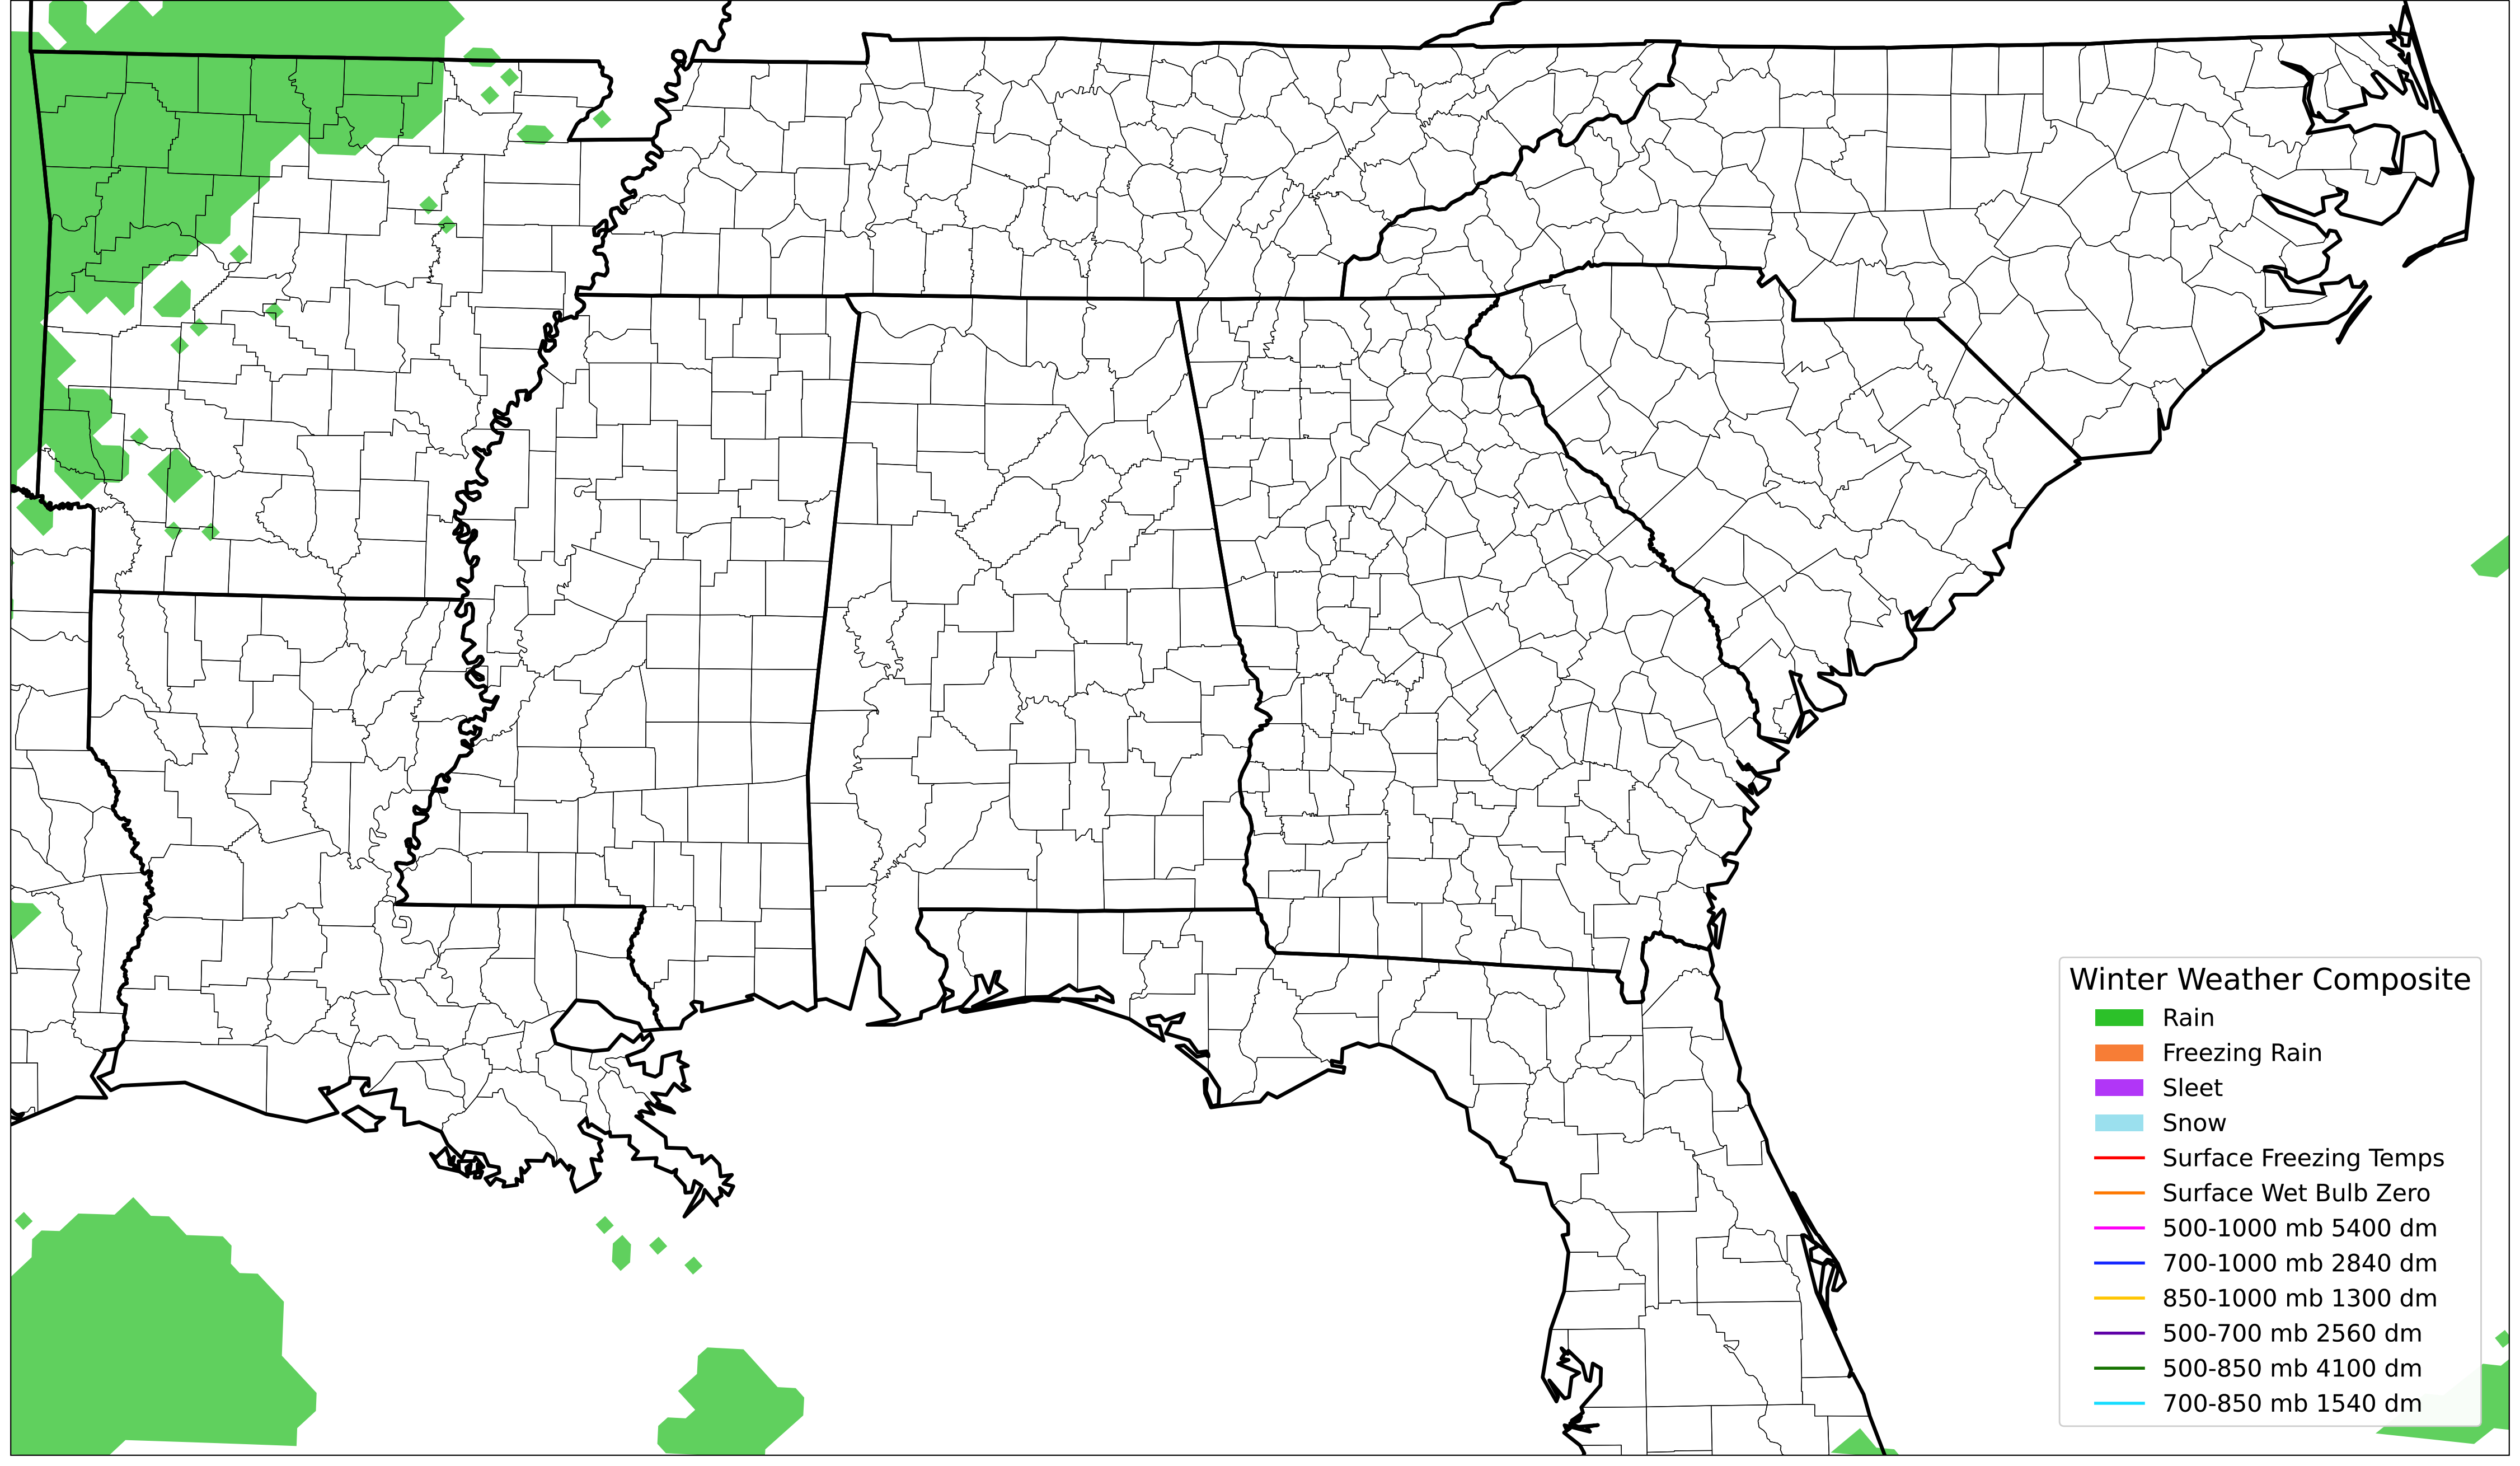 Winter Weather Composite
Rain
Freezing Rain
Sleet
Snow
Surface Freezing Temps
Surface Wet Bulb Zero
500-1000 mb 5400 dm
700-1000 mb 2840 dm
850-1000 mb 1300 dm
500-700 mb 2560 dm
500-850 mb 4100 dm
700-850 mb 1540 dm